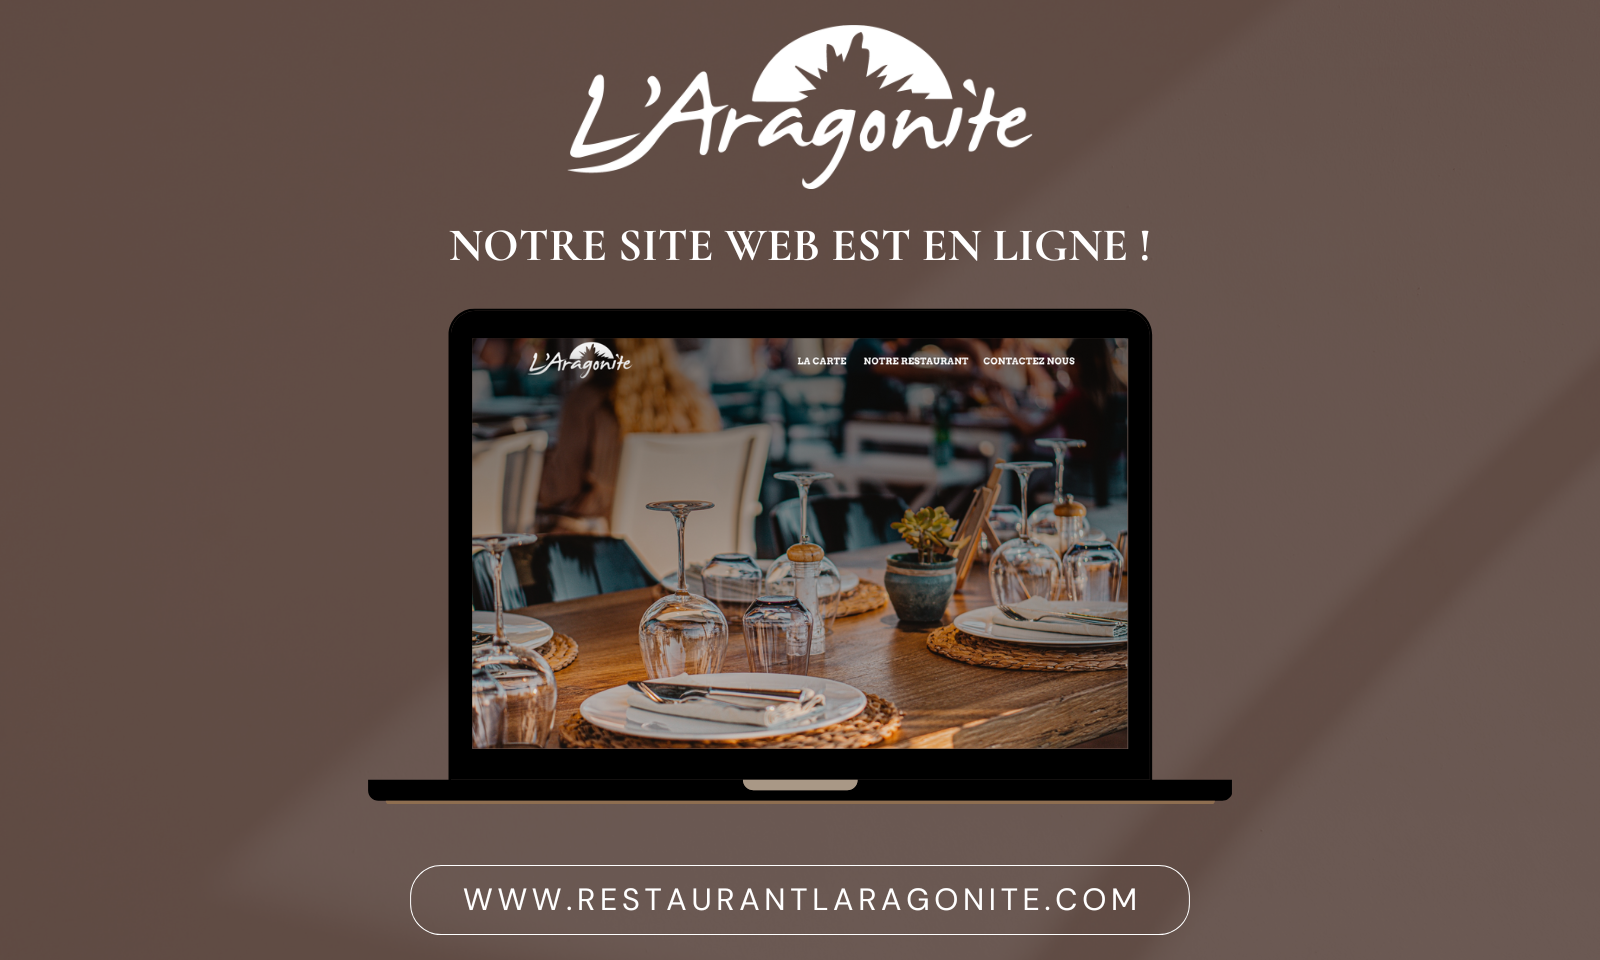 L'Aragonite
NOTRE SITE WEB EST EN LIGNE !
L'Aragonite
LA CARTE NOTRE RESTAURANT CONTACTEZ NOUS
WWW.RESTAURANTLARAGONITE.COM